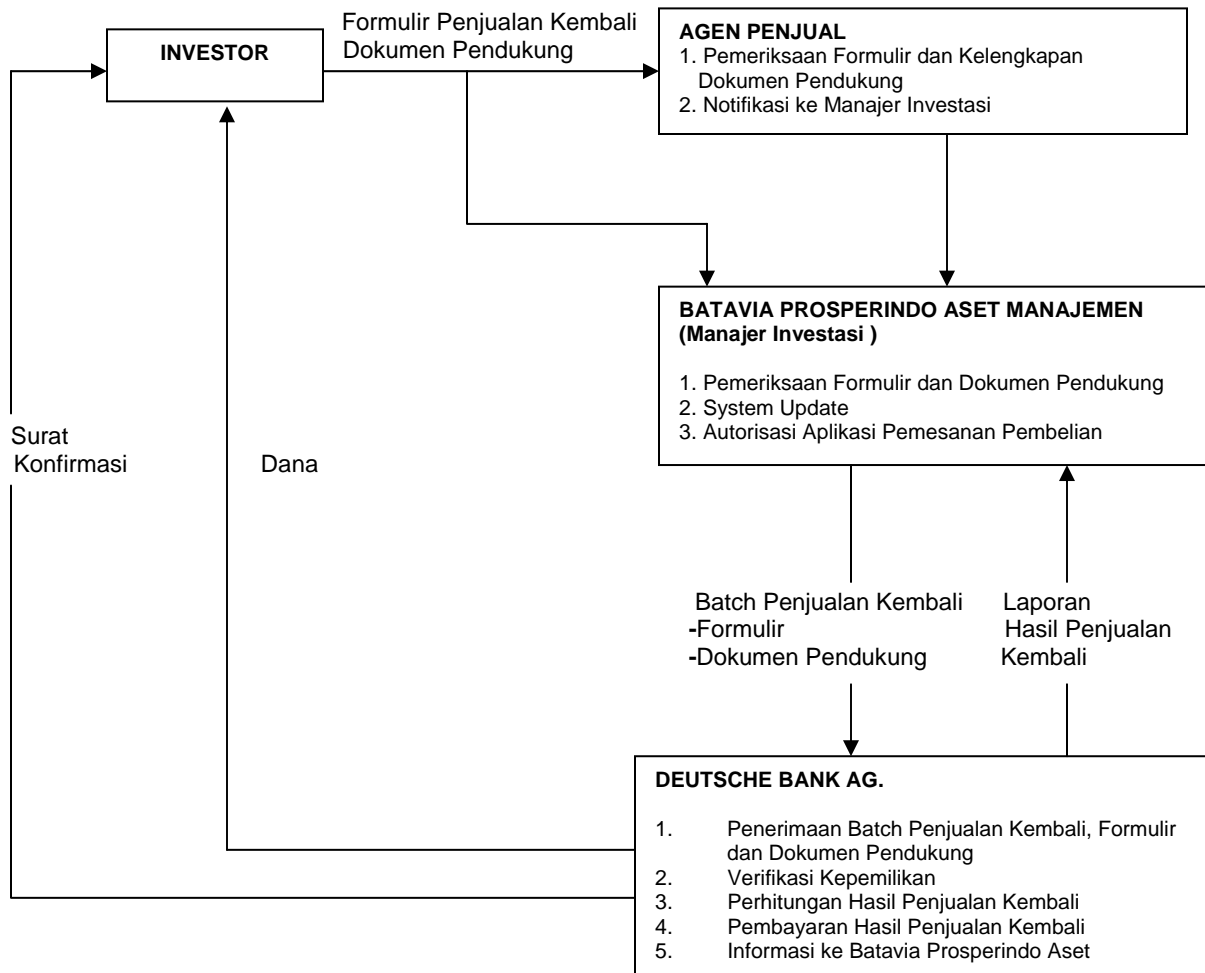 Formulir Penjualan Kembali
Dokumen Pendukung
INVESTOR
AGEN PENJUAL
1. Pemeriksaan Formulir dan Kelengkapan
Dokumen Pendukung
2. Notifikasi ke Manajer Investasi
BATAVIA PROSPERINDO ASET MANAJEMEN
(Manajer Investasi )
1. Pemeriksaan Formulir dan Dokumen Pendukung
2. System Update
3. Autorisasi Aplikasi Pemesanan Pembelian
Surat
Konfirmasi
Dana
Batch Penjualan Kembali
-Formulir
-Dokumen Pendukung
Laporan
Hasil Penjualan
Kembali
DEUTSCHE BANK AG.
1. Penerimaan Batch Penjualan Kembali, Formulir
dan Dokumen Pendukung
2. Verifikasi Kepemilikan
3. Perhitungan Hasil Penjualan Kembali
4. Pembayaran Hasil Penjualan Kembali
5. Informasi ke Batavia Prosperindo Aset